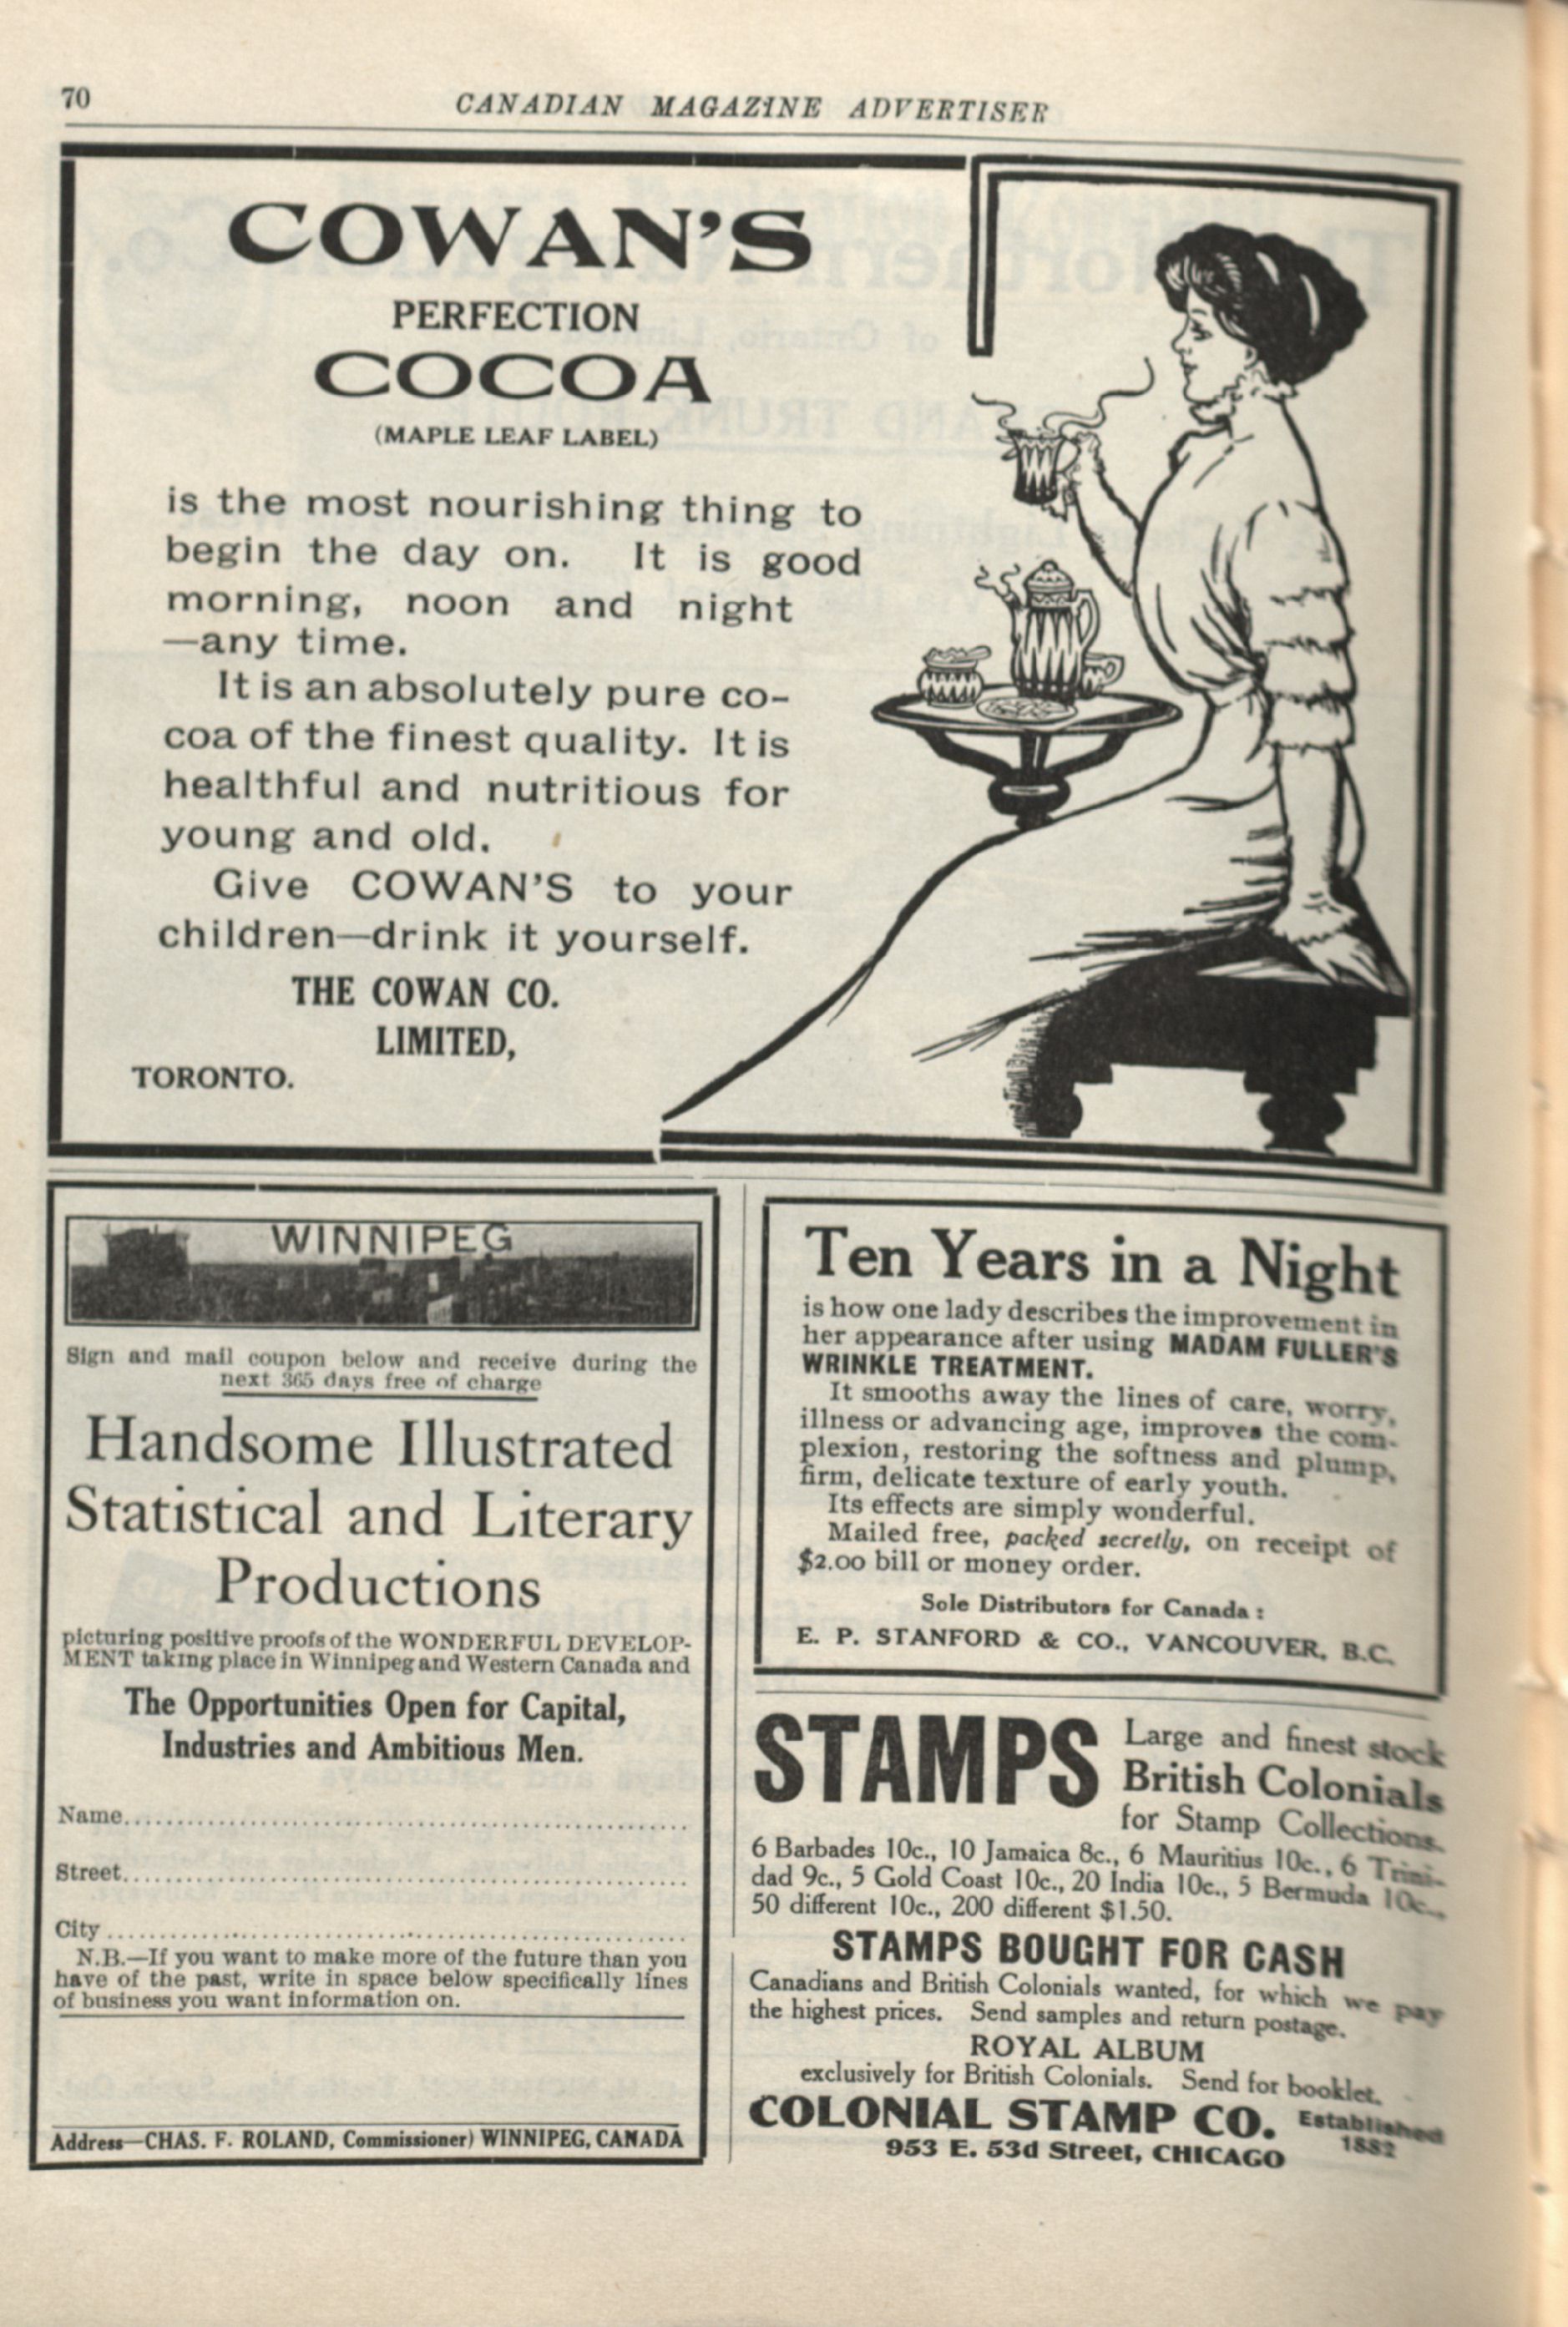 70
CANADIAN MAGAZINE ADVERTISER
COWAN'S
PERFECTION
COCOA
(MAPLE LEAF LABEL)
is the most nourishing thing to
begin the day on. It is good
morning, noon and night
—any time.
It is an absolutely pure co-
coa of the finest quality. It is
healthful and nutritious for
young and old.
Give COWAN'S to your
children—drink it yourself.
THE COWAN CO.
LIMITED,
TORONTO.
WINNIPEG
Sign and mail coupon below and receive during the
next 365 days free of charge
Handsome Illustrated
Statistical and Literary
Productions
picturing positive proofs of the WONDERFUL DEVELOP-
MENT taking place in Winnipeg and Western Canada and
The Opportunities Open for Capital,
Industries and Ambitious Men.
Name
Street
City
N.B.—If you want to make more of the future than you
have of the past, write in space below specifically lines
of business you want information on.
Address—CHAS. F. ROLAND, Commissioner) WINNIPEG, CANADA
Ten Years in a Night
is how one lady describes the improvement in
her appearance after using MADAM FULLER'S
WRINKLE TREATMENT.
It smooths away the lines of care, worry,
illness or advancing age, improves the com-
plexion, restoring the softness and plump,
firm, delicate texture of early youth.
Its effects are simply wonderful.
Mailed free, packed secretly, on receipt of
$2.00 bill or money order.
Sole Distributors for Canada:
E. P. STANFORD & CO., VANCOUVER, B.C.
STAMPS
Large and finest stock
British Colonials
for Stamp Collections.
6 Barbades 10c., 10 Jamaica 8c., 6 Mauritius 10c., 6 Trini-
dad 9c., 5 Gold Coast 10c., 20 India 10c., 5 Bermuda 10c.,
50 different 10c., 200 different $1.50.
STAMPS BOUGHT FOR CASH
Canadians and British Colonials wanted, for which we pay
the highest prices. Send samples and return postage.
ROYAL ALBUM
exclusively for British Colonials. Send for booklet.
COLONIAL STAMP CO. Established
1882
953 E. 53d Street, CHICAGO